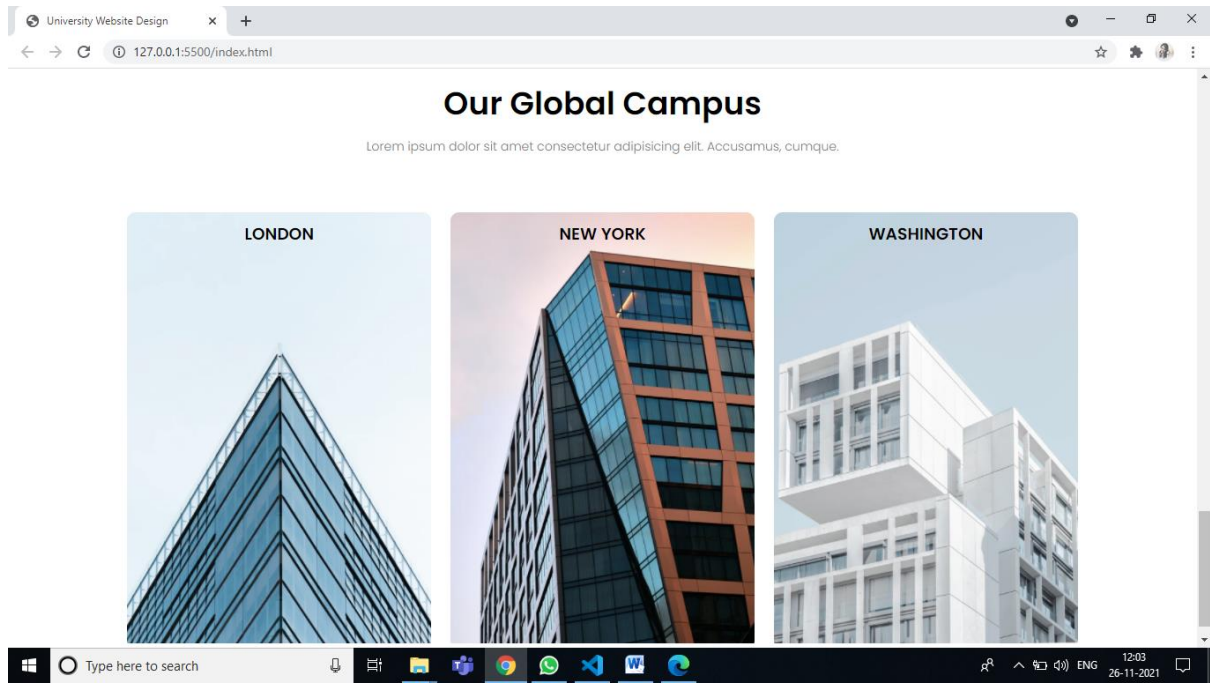 University Website Design
127.0.0.1:5500/index.html
Our Global Campus
Lorem ipsum dolor sit amet consectetur adipisicing elit. Accusamus, cumque.
LONDON
NEW YORK
WASHINGTON
Type here to search
ENG
12:03
26-11-2021